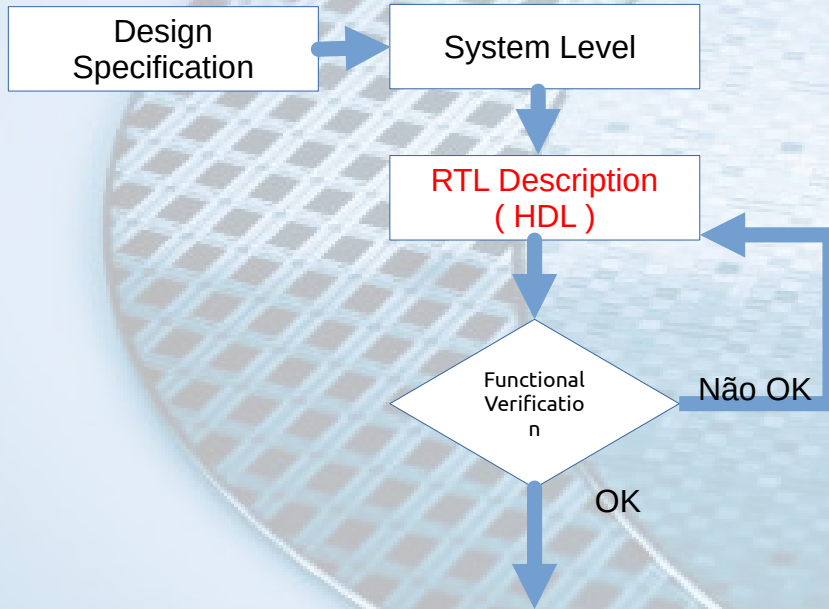 Design
Specification
System Level
RTL Description
( HDL )
Functional
Verificatio
n
Não OK
OK